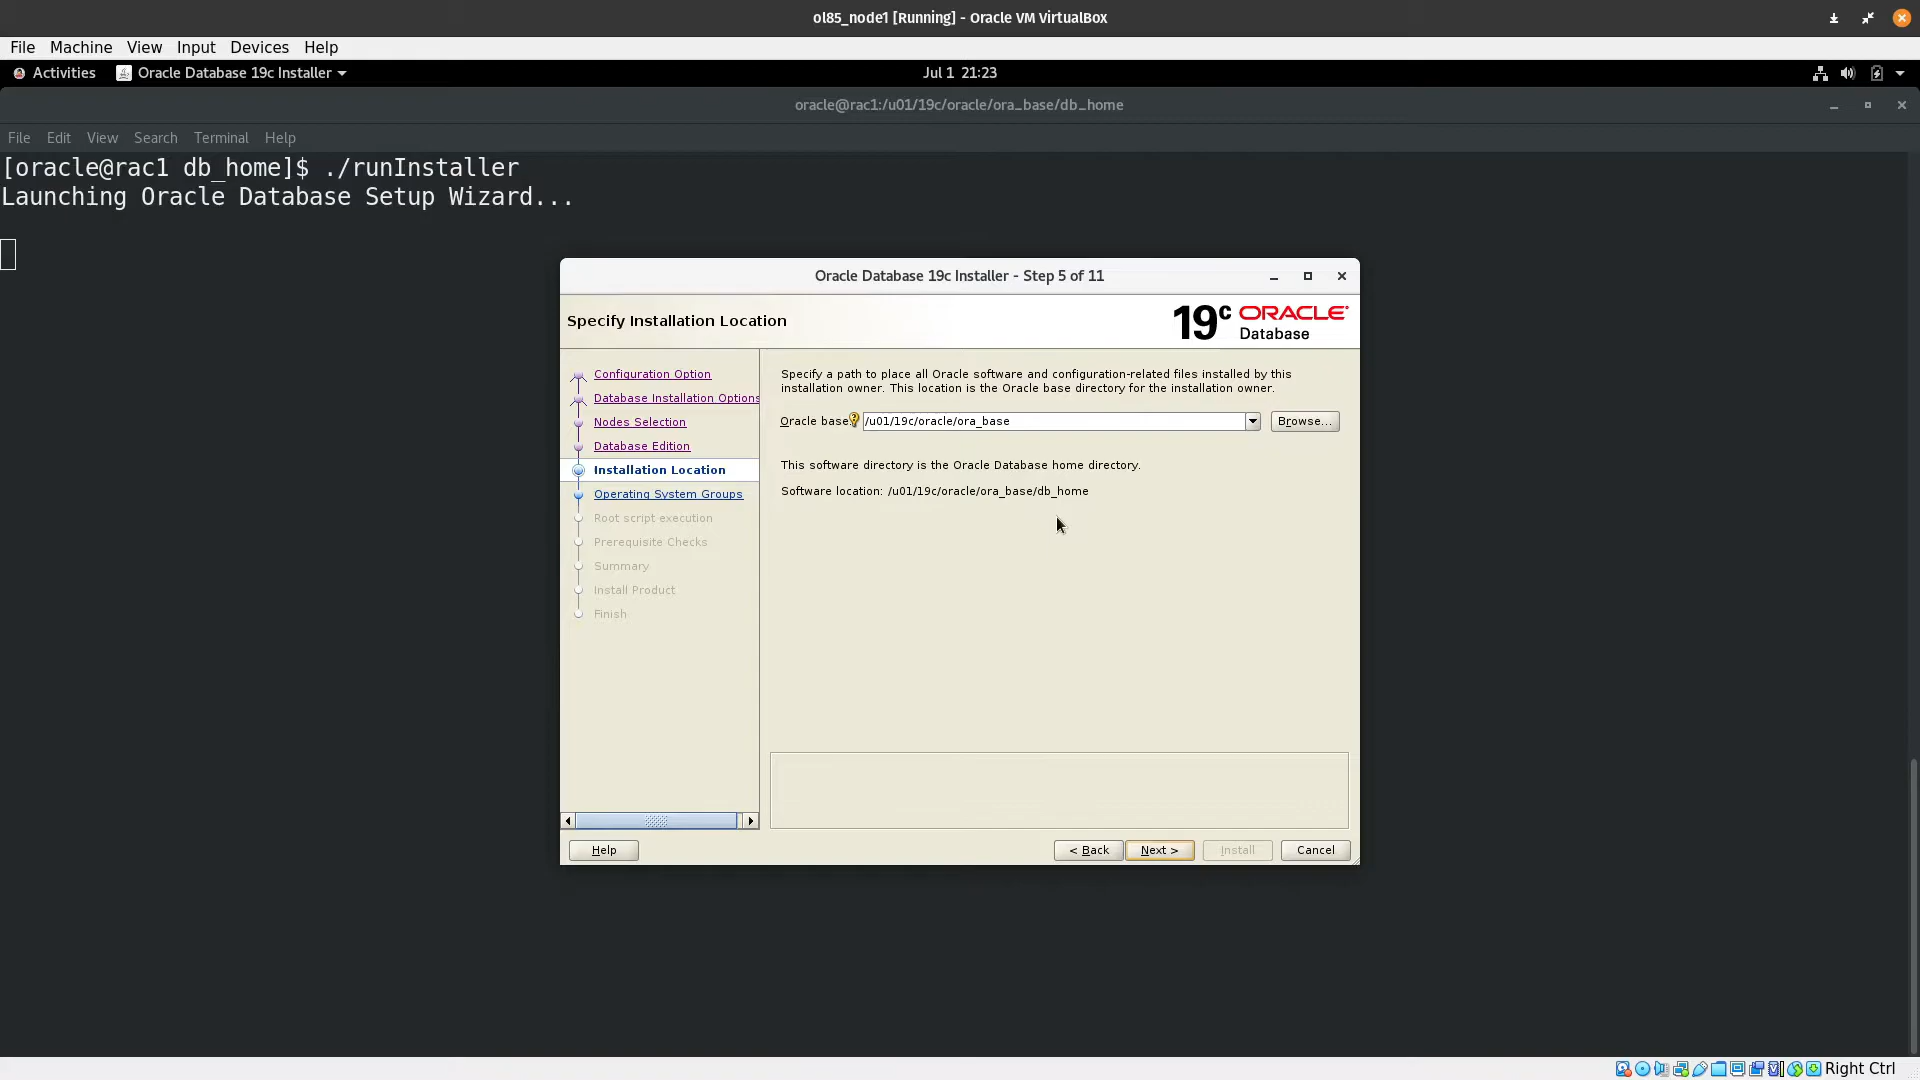 ol85_node1 [Running] - Oracle VM VirtualBox
File Machine View Input Devices Help
Activities Oracle Database 19c Installer Jul 1 21:23
oracle@rac1:/u01/19c/oracle/ora_base/db_home
File Edit View Search Terminal Help
[oracle@rac1 db_home]$ ./runInstaller
Launching Oracle Database Setup Wizard...
Oracle Database 19c Installer - Step 5 of 11
Specify Installation Location
19c ORACLE
Database
Configuration Option
Database Installation Options
Nodes Selection
Database Edition
Installation Location
Operating System Groups
Root script execution
Prerequisite Checks
Summary
Install Product
Finish
Specify a path to place all Oracle software and configuration-related files installed by this
installation owner. This location is the Oracle base directory for the installation owner.
Oracle base: /u01/19c/oracle/ora_base Browse...
This software directory is the Oracle Database home directory.
Software location: /u01/19c/oracle/ora_base/db_home
Help < Back Next > Install Cancel
Right Ctrl